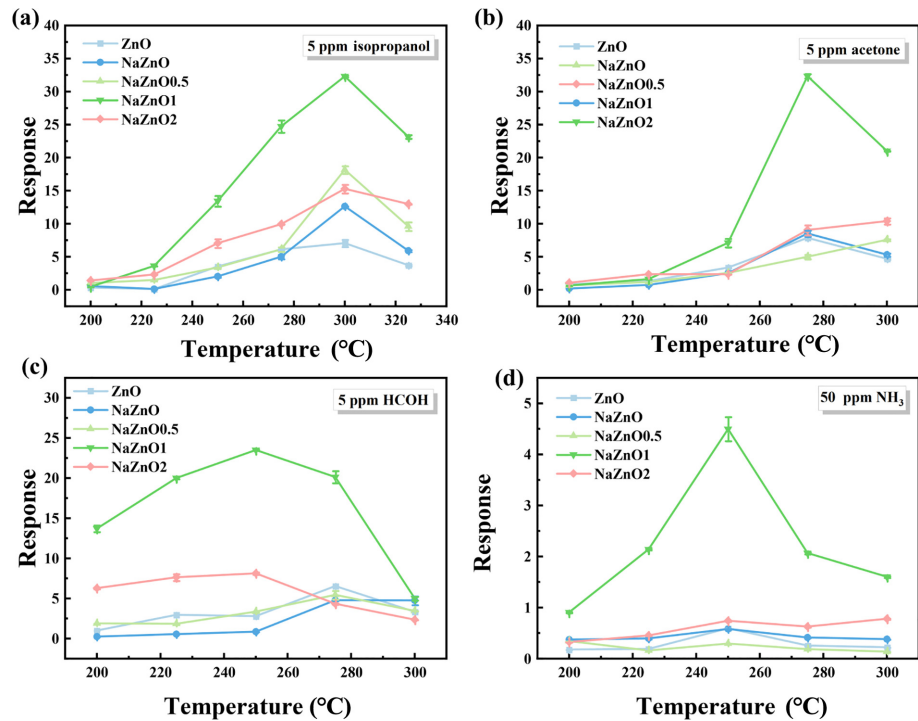 (a)
40
35
30
25
20
15
10
5
0
Response
ZnO
NaZnO
NaZnO0.5
NaZnO1
NaZnO2
5 ppm isopropanol
200 220 240 260 280 300 320 340
Temperature (°C)
(b)
40
35
30
25
20
15
10
5
0
Response
ZnO
NaZnO
NaZnO0.5
NaZnO1
NaZnO2
5 ppm acetone
200 220 240 260 280 300
Temperature (°C)
(c)
30
25
20
15
10
5
0
Response
ZnO
NaZnO
NaZnO0.5
NaZnO1
NaZnO2
5 ppm HCOH
200 220 240 260 280 300
Temperature (°C)
(d)
5
4
3
2
1
0
Response
ZnO
NaZnO
NaZnO0.5
NaZnO1
NaZnO2
50 ppm NH₃
200 220 240 260 280 300
Temperature (°C)